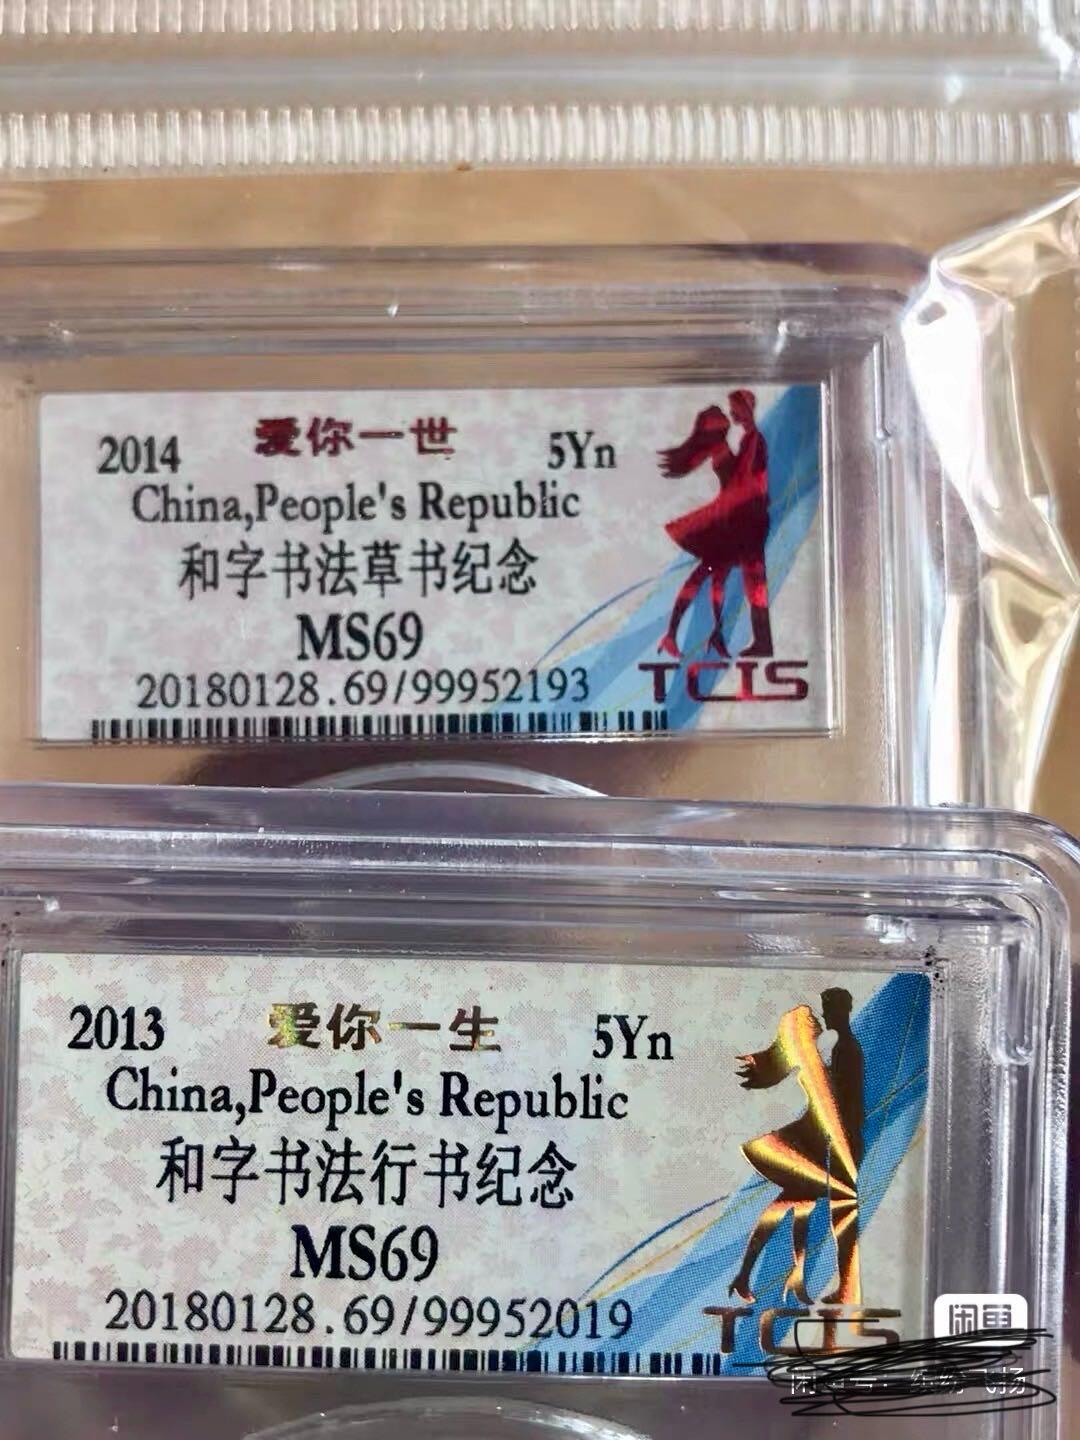 2014 爱你一世 5Yn
China,People's Republic
和字书法草书纪念
MS69
20180128.69/99952193
TCIS
2013 爱你一生 5Yn
China,People's Republic
和字书法行书纪念
MS69
20180128.69/99952019
TCIS
闲鱼